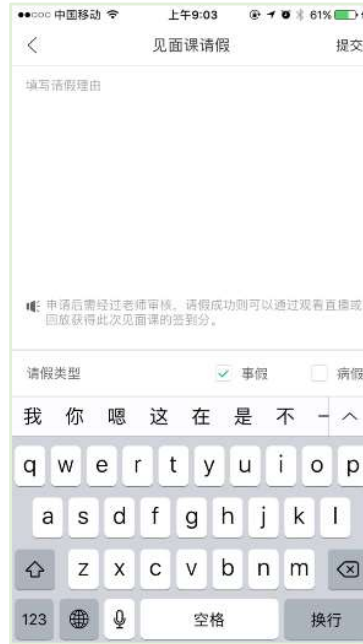 中国移动 上午9:03 61%
见面课请假 提交
填写请假理由
申请后需经过老师审核，请假成功则可以通过观看直播或
回放获得此次见面课的签到分。
请假类型 事假 病假
我 你 嗯 这 在 是 不 一
q w e r t y u i o p
a s d f g h j k l
z x c v b n m
123 空格 换行